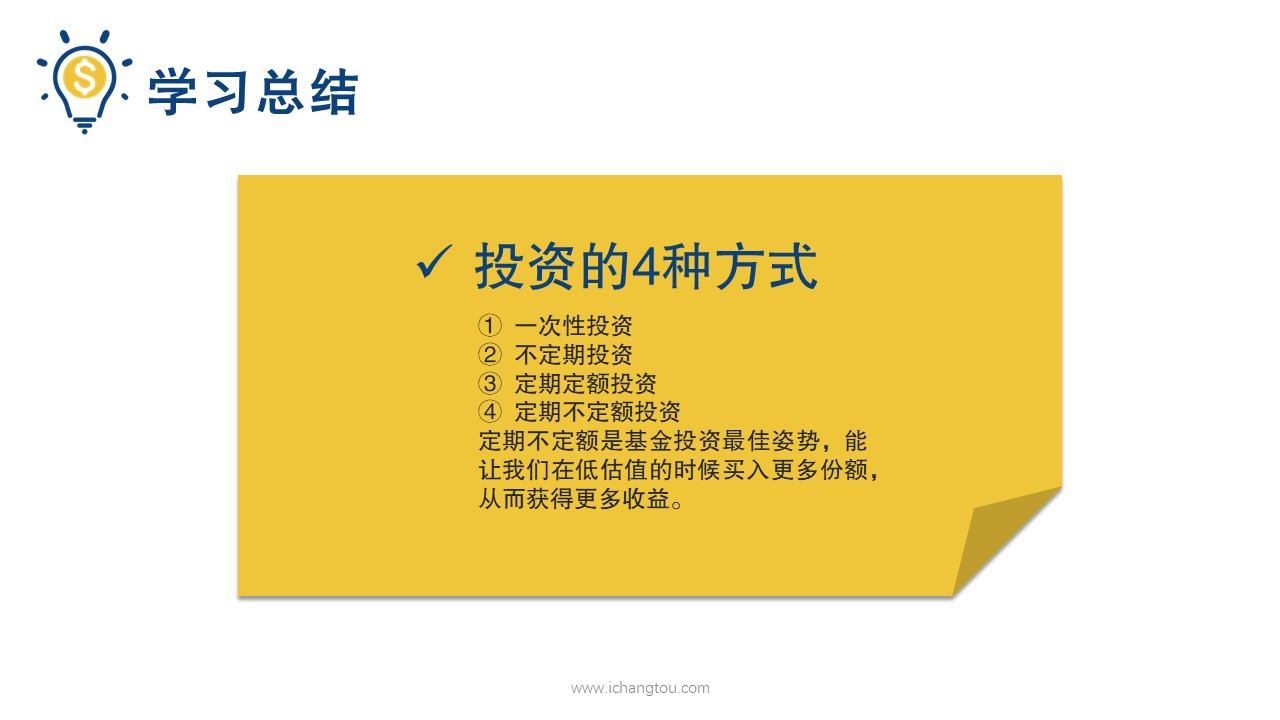 学习总结
✓ 投资的4种方式
① 一次性投资
② 不定期投资
③ 定期定额投资
④ 定期不定额投资
定期不定额是基金投资最佳姿势，能
让我们在低估值的时候买入更多份额，
从而获得更多收益。
www.ichangtou.com